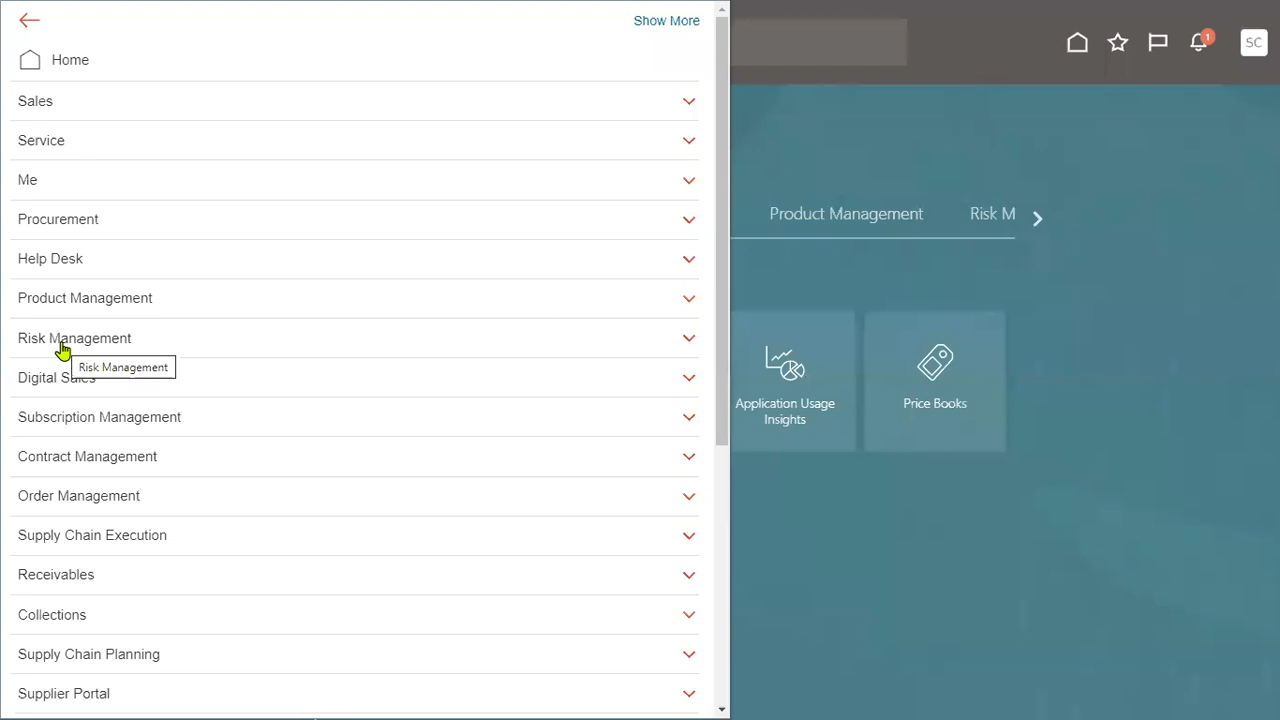 Show More
Home
Sales
Service
Me
Procurement
Help Desk
Product Management
Risk Management
Risk Management
Digital Sales
Subscription Management
Contract Management
Order Management
Supply Chain Execution
Receivables
Collections
Supply Chain Planning
Supplier Portal
1
SC
Product Management
Risk M
Application Usage
Insights
Price Books